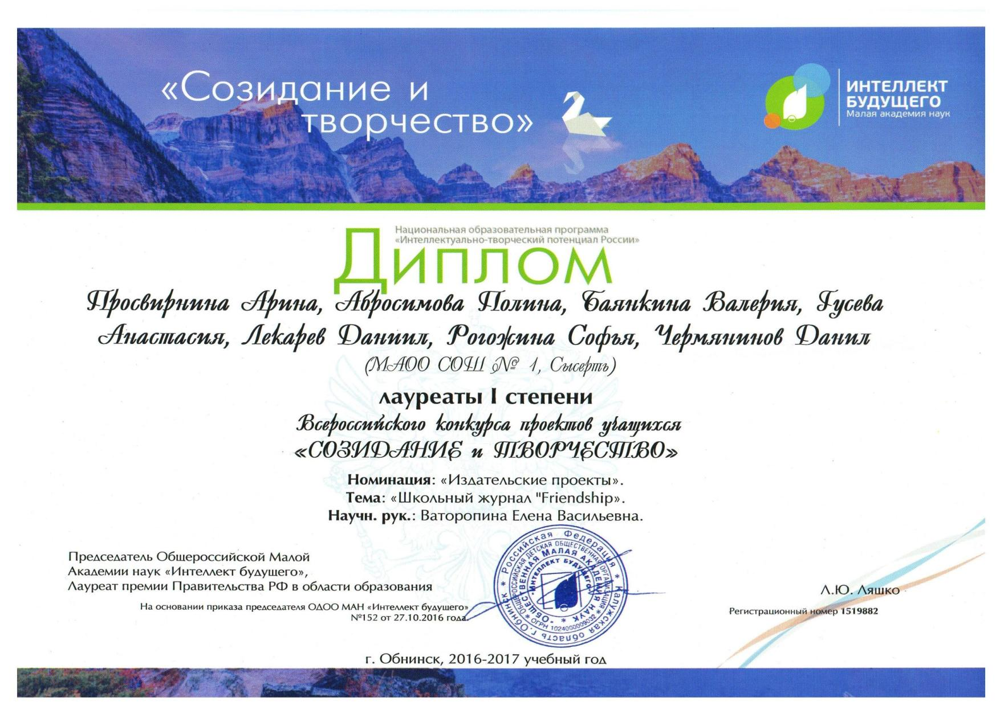 «Созидание и
творчество»
ИНТЕЛЛЕКТ
БУДУЩЕГО
Малая академия наук
Национальная образовательная программа
«Интеллектуально-творческий потенциал России»
Диплом
Просвирнина Арина, Абросимова Полина, Баянкина Валерия, Гусева
Анастасия, Лекарев Даниил, Рогожина Софья, Чермянинов Данил
(МАОО СОШ № 1, Сысерть)
лауреаты I степени
Всероссийского конкурса проектов учащихся
«СОЗИДАНИЕ и ТВОРЧЕСТВО»
Номинация: «Издательские проекты».
Тема: «Школьный журнал "Friendship».
Научн. рук.: Ваторопина Елена Васильевна.
Председатель Общероссийской Малой
Академии наук «Интеллект будущего»,
Лауреат премии Правительства РФ в области образования
На основании приказа председателя ОДОО МАН «Интеллект будущего»
№152 от 27.10.2016 года.
* Российская Федерация * Калужская область г. Обнинск
ОБЩЕРОССИЙСКАЯ ДЕТСКАЯ ОБЩЕСТВЕННАЯ ОРГАНИЗАЦИЯ * ОГРН 1024000009032 *
"ОБЩЕСТВЕННАЯ МАЛАЯ АКАДЕМИЯ НАУК *
"ИНТЕЛЛЕКТ БУДУЩЕГО"
Л.Ю. Ляшко
Регистрационный номер 1519882
г. Обнинск, 2016-2017 учебный год